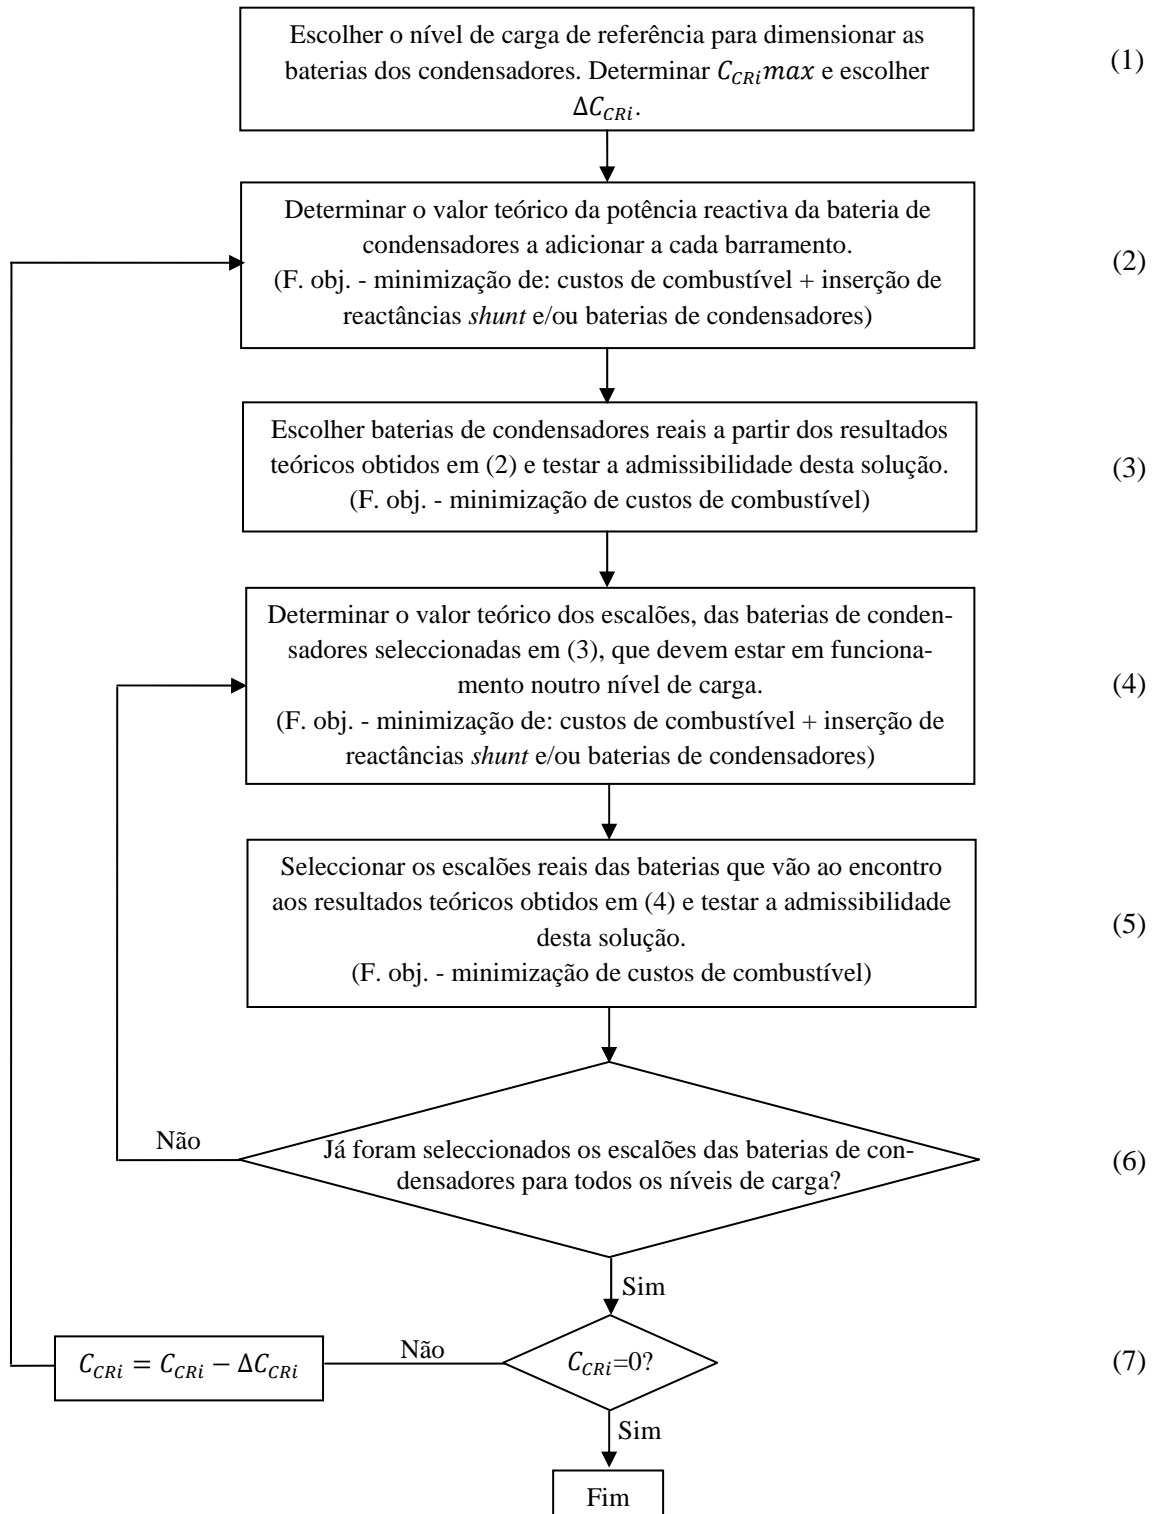 Escolher o nível de carga de referência para dimensionar as
baterias dos condensadores. Determinar C_CRi max e escolher
ΔC_CRi.
(1)
Determinar o valor teórico da potência reactiva da bateria de
condensadores a adicionar a cada barramento.
(F. obj. - minimização de: custos de combustível + inserção de
reactâncias shunt e/ou baterias de condensadores)
(2)
Escolher baterias de condensadores reais a partir dos resultados
teóricos obtidos em (2) e testar a admissibilidade desta solução.
(F. obj. - minimização de custos de combustível)
(3)
Determinar o valor teórico dos escalões, das baterias de conden-
sadores seleccionadas em (3), que devem estar em funciona-
mento noutro nível de carga.
(F. obj. - minimização de: custos de combustível + inserção de
reactâncias shunt e/ou baterias de condensadores)
(4)
Seleccionar os escalões reais das baterias que vão ao encontro
aos resultados teóricos obtidos em (4) e testar a admissibilidade
desta solução.
(F. obj. - minimização de custos de combustível)
(5)
Não
Já foram seleccionados os escalões das baterias de con-
densadores para todos os níveis de carga?
(6)
Sim
C_CRi = C_CRi − ΔC_CRi
Não
C_CRi=0?
(7)
Sim
Fim